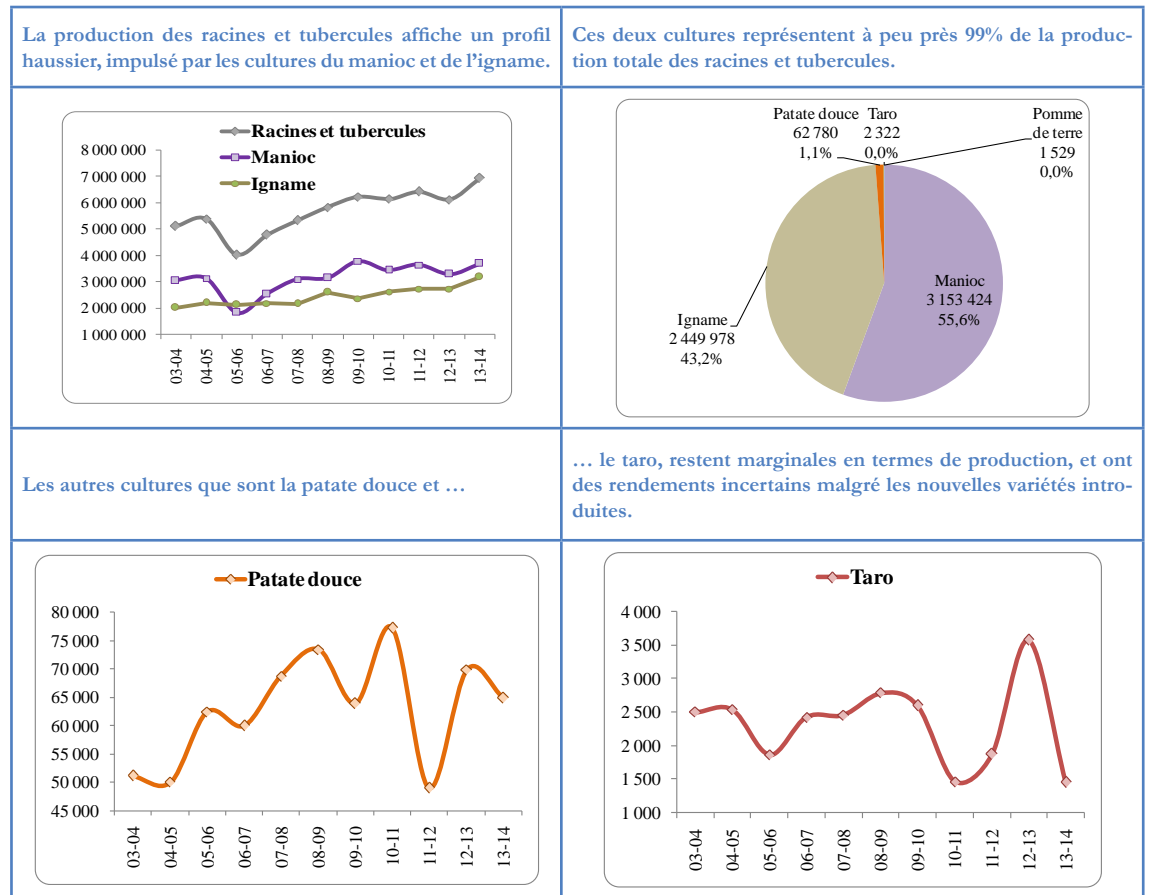 La production des racines et tubercules affiche un profil
haussier, impulsé par les cultures du manioc et de l'igname.
Ces deux cultures représentent à peu près 99% de la produc-
tion totale des racines et tubercules.
Racines et tubercules
Manioc
Igname
8 000 000
7 000 000
6 000 000
5 000 000
4 000 000
3 000 000
2 000 000
1 000 000
03-04
04-05
05-06
06-07
07-08
08-09
09-10
10-11
11-12
12-13
13-14
Patate douce
62 780
1,1%
Taro
2 322
0,0%
Pomme
de terre
1 529
0,0%
Manioc
3 153 424
55,6%
Igname
2 449 978
43,2%
Les autres cultures que sont la patate douce et …
… le taro, restent marginales en termes de production, et ont
des rendements incertains malgré les nouvelles variétés intro-
duites.
Patate douce
80 000
75 000
70 000
65 000
60 000
55 000
50 000
45 000
03-04
04-05
05-06
06-07
07-08
08-09
09-10
10-11
11-12
12-13
13-14
Taro
4 000
3 500
3 000
2 500
2 000
1 500
1 000
03-04
04-05
05-06
06-07
07-08
08-09
09-10
10-11
11-12
12-13
13-14